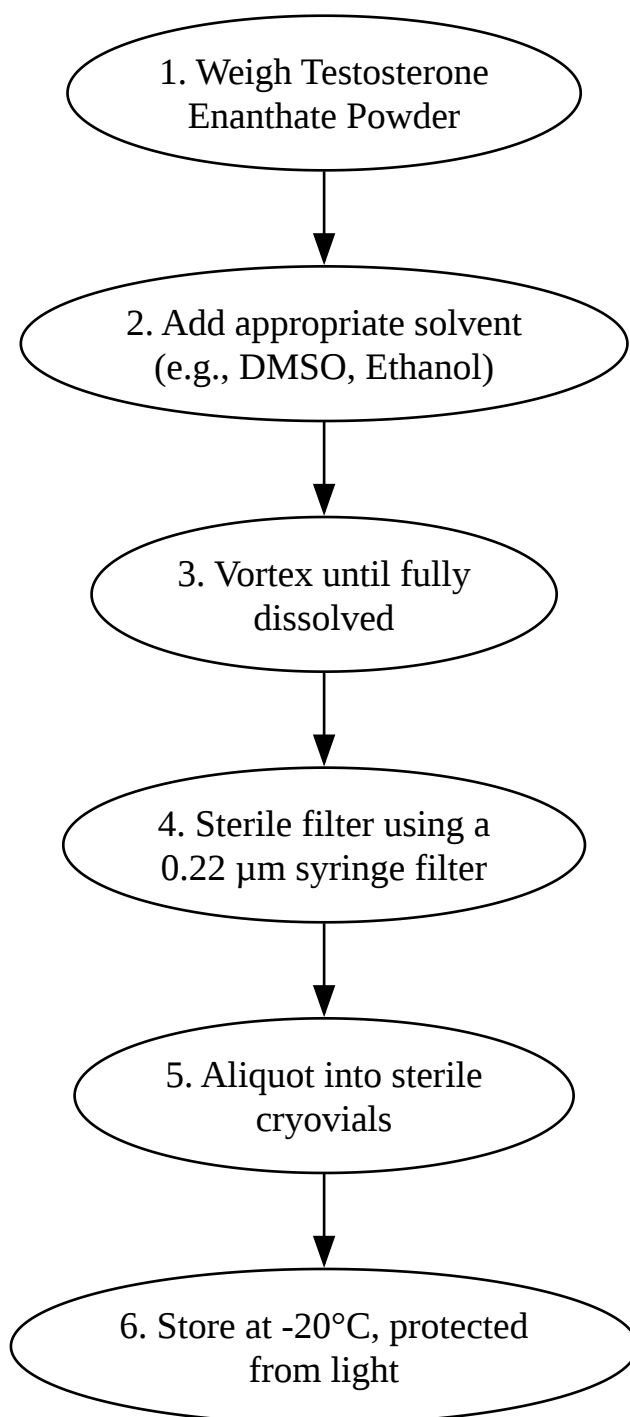 1. Weigh Testosterone
Enanthate Powder
2. Add appropriate solvent
(e.g., DMSO, Ethanol)
3. Vortex until fully
dissolved
4. Sterile filter using a
0.22 µm syringe filter
5. Aliquot into sterile
cryovials
6. Store at -20°C, protected
from light